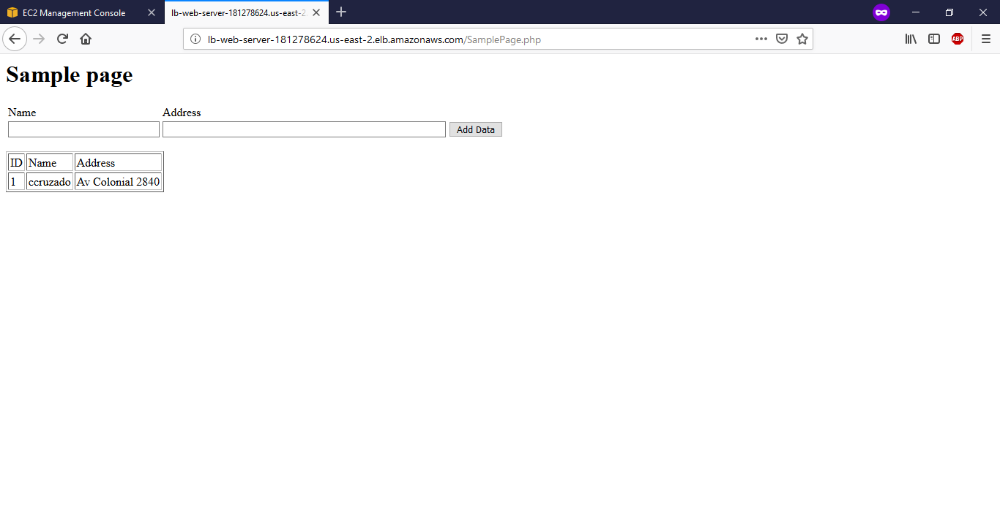 EC2 Management Console
lb-web-server-181278624.us-east-2.
lb-web-server-181278624.us-east-2.elb.amazonaws.com/SamplePage.php
ABP
Sample page
Name Address
Add Data
ID Name Address
1 ccruzado Av Colonial 2840